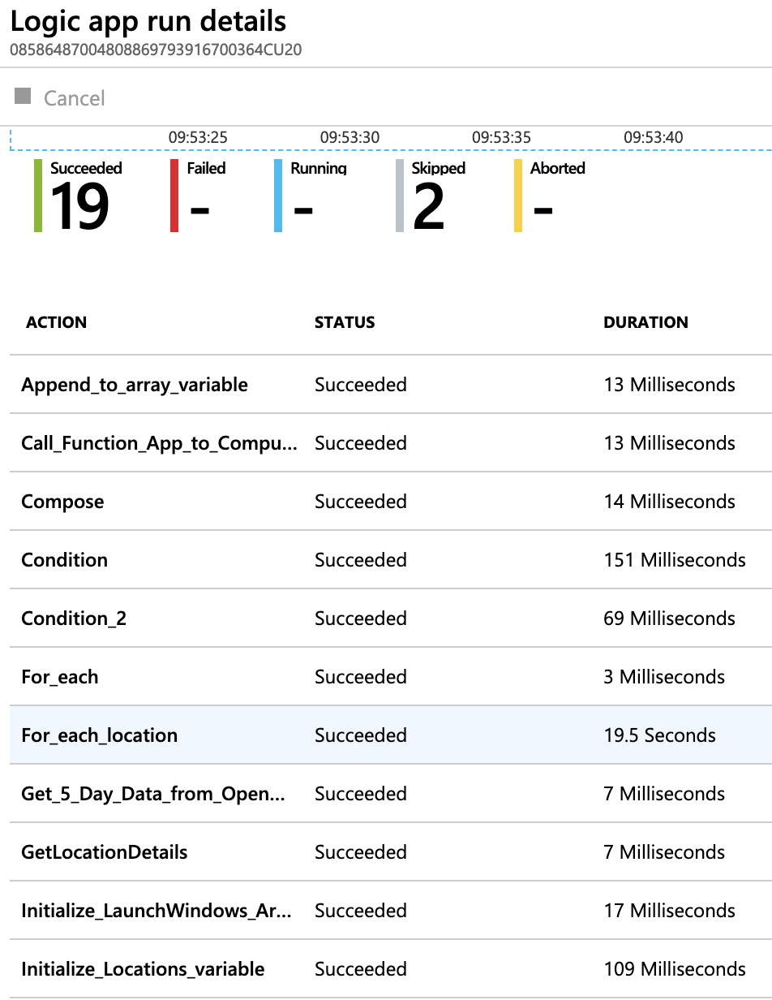 Logic app run details
08586487004808869793916700364CU20
Cancel
09:53:25 09:53:30 09:53:35 09:53:40
Succeeded Failed Running Skipped Aborted
19 - - 2 -
ACTION STATUS DURATION
Append_to_array_variable Succeeded 13 Milliseconds
Call_Function_App_to_Compu... Succeeded 13 Milliseconds
Compose Succeeded 14 Milliseconds
Condition Succeeded 151 Milliseconds
Condition_2 Succeeded 69 Milliseconds
For_each Succeeded 3 Milliseconds
For_each_location Succeeded 19.5 Seconds
Get_5_Day_Data_from_Open... Succeeded 7 Milliseconds
GetLocationDetails Succeeded 7 Milliseconds
Initialize_LaunchWindows_Ar... Succeeded 17 Milliseconds
Initialize_Locations_variable Succeeded 109 Milliseconds